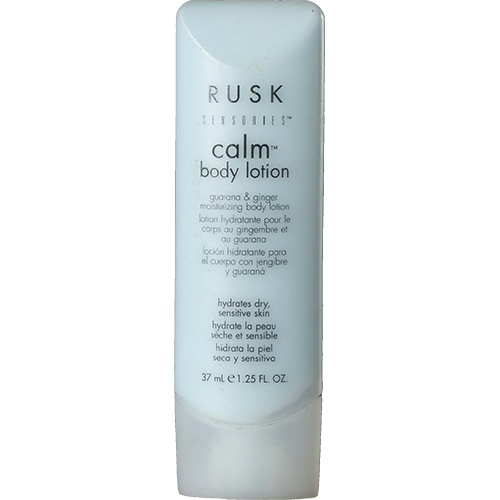 RUSK
SENSORIES™
calm™
body lotion
guarana & ginger
moisturizing body lotion
lotion hydratante pour le
corps au gingembre et
au guarana
loción hidratante para
el cuerpo con jengibre
y guaraná
hydrates dry,
sensitive skin
hydrate la peau
sèche et sensible
hidrata la piel
seca y sensitiva
37 mL e 1.25 FL. OZ.